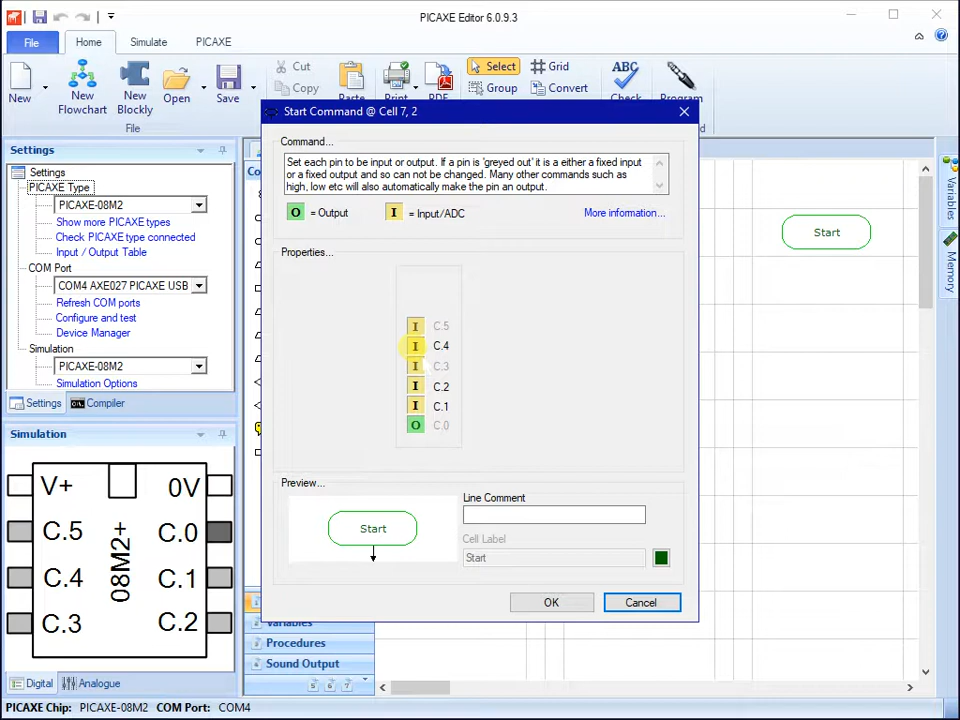 PICAXE Editor 6.0.9.3
File
Home
Simulate
PICAXE
New
New
Flowchart
New
Blockly
Open
Save
Cut
Copy
Paste
Print
PDF
Select
Group
Grid
Convert
ABC
Check
Program
File
Settings
Settings
PICAXE Type
PICAXE-08M2
Show more PICAXE types
Check PICAXE type connected
Input / Output Table
COM Port
COM4 AXE027 PICAXE USB
Refresh COM ports
Configure and test
Device Manager
Simulation
PICAXE-08M2
Simulation Options
Settings
Compiler
Simulation
V+
0V
C.5
C.0
C.4
C.1
C.3
C.2
08M2+
Digital
Analogue
Start Command @ Cell 7, 2
Command...
Set each pin to be input or output. If a pin is 'greyed out' it is a either a fixed input
or a fixed output and so can not be changed. Many other commands such as
high, low etc will also automatically make the pin an output.
O = Output
I = Input/ADC
More information...
Properties...
I C.5
I C.4
I C.3
I C.2
I C.1
O C.0
Preview...
Start
Line Comment
Cell Label
Start
OK
Cancel
Start
Variables
Memory
Variables
Procedures
Sound Output
PICAXE Chip: PICAXE-08M2 COM Port: COM4